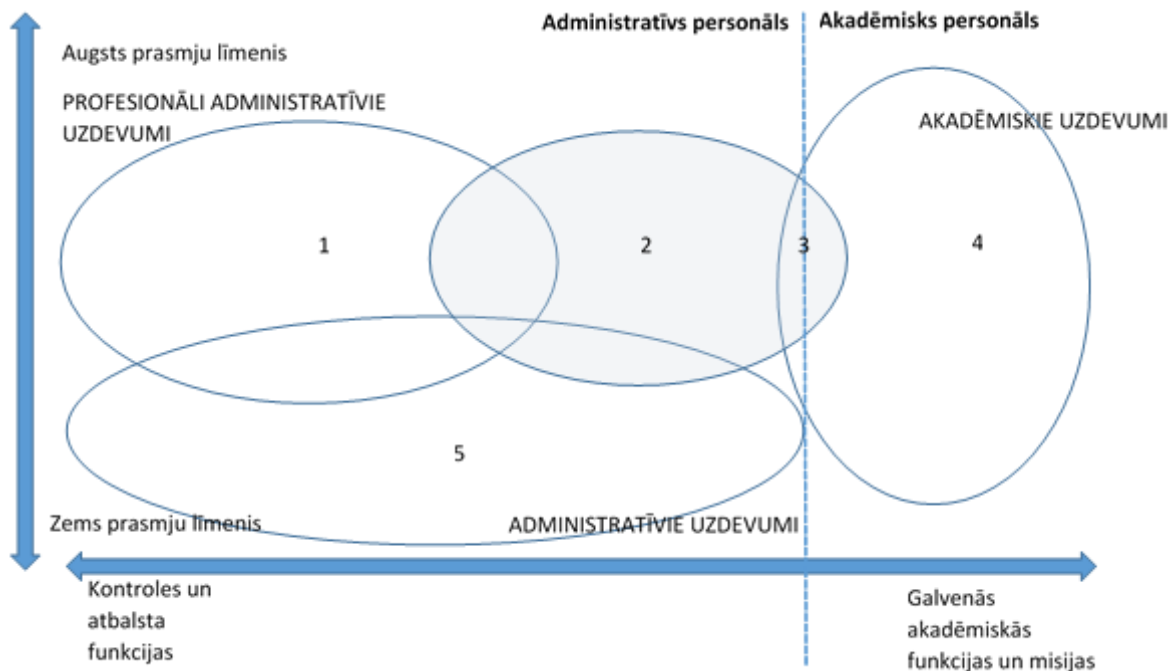 Administratīvs personāls
Akadēmisks personāls
Augsts prasmju līmenis
PROFESIONĀLI ADMINISTRATĪVIE
UZDEVUMI
AKADĒMISKIE UZDEVUMI
1
2
3
4
5
Zems prasmju līmenis
ADMINISTRATĪVIE UZDEVUMI
Kontroles un
atbalsta
funkcijas
Galvenās
akadēmiskās
funkcijas un misijas